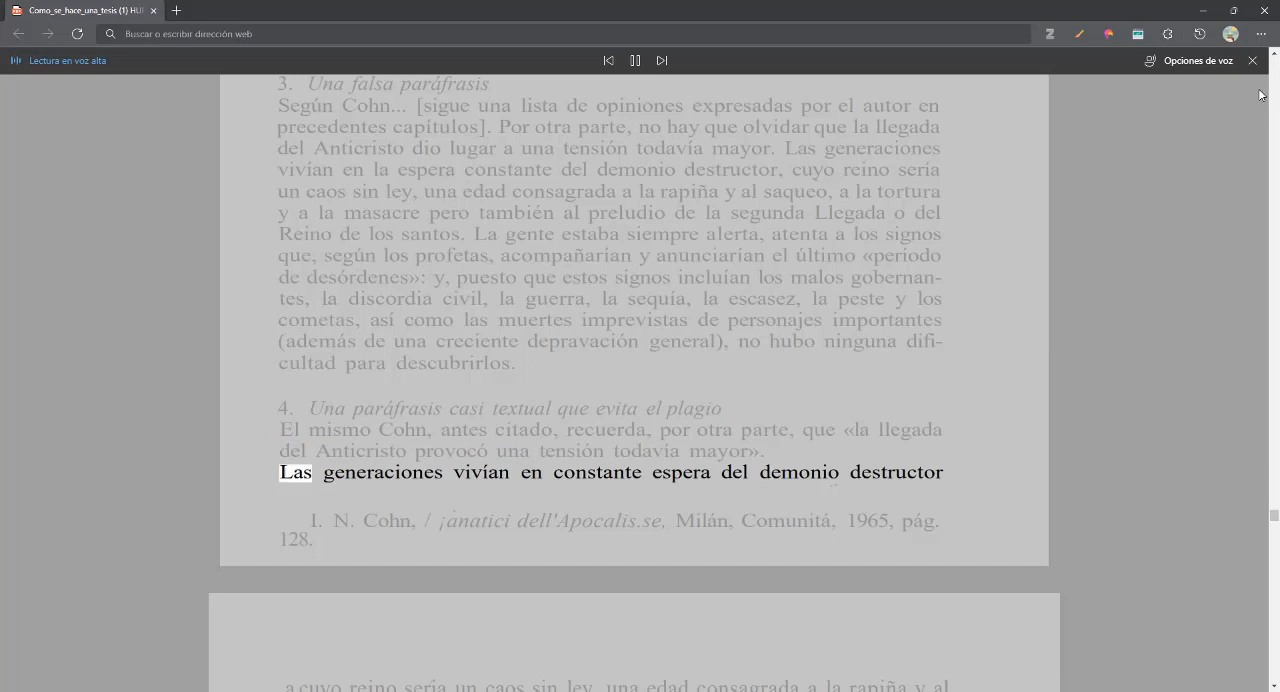 Como_se_hace_una_tesis (1) HU
Buscar o escribir dirección web
Lectura en voz alta
Opciones de voz
3. Una falsa paráfrasis
Según Cohn... [sigue una lista de opiniones expresadas por el autor en
precedentes capítulos]. Por otra parte, no hay que olvidar que la llegada
del Anticristo dio lugar a una tensión todavía mayor. Las generaciones
vivían en la espera constante del demonio destructor, cuyo reino sería
un caos sin ley, una edad consagrada a la rapiña y al saqueo, a la tortura
y a la masacre pero también al preludio de la segunda Llegada o del
Reino de los santos. La gente estaba siempre alerta, atenta a los signos
que, según los profetas, acompañarían y anunciarían el último «período
de desórdenes»: y, puesto que estos signos incluían los malos gobernan-
tes, la discordia civil, la guerra, la sequía, la escasez, la peste y los
cometas, así como las muertes imprevistas de personajes importantes
(además de una creciente depravación general), no hubo ninguna difi-
cultad para descubrirlos.
4. Una paráfrasis casi textual que evita el plagio
El mismo Cohn, antes citado, recuerda, por otra parte, que «la llegada
del Anticristo provocó una tensión todavía mayor».
Las generaciones vivían en constante espera del demonio destructor
I. N. Cohn, / ¡anatici dell'Apocalis.se, Milán, Comunitá, 1965, pág.
128.
a cuyo reino sería un caos sin ley, una edad consagrada a la rapiña y al